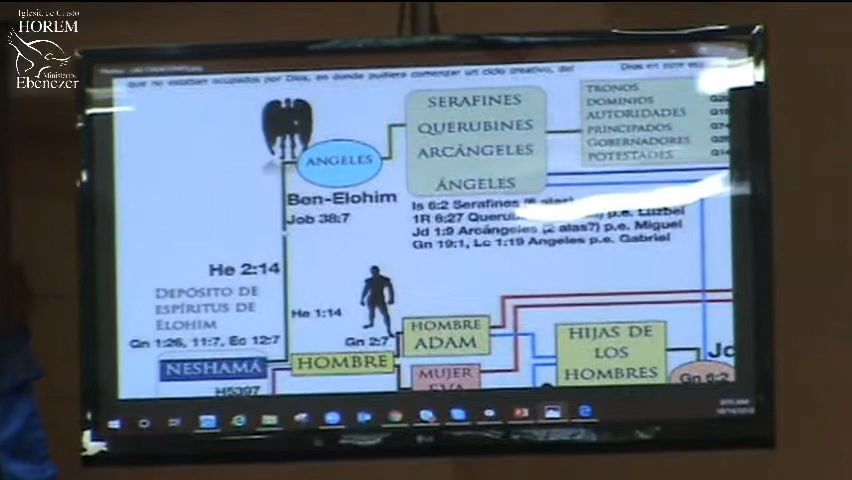 Iglesia de Cristo
HOREM
Ministerios
Ebenezer
que no estaban ocupados por Dios, en donde pudiera comenzar un ciclo creativo, del
Dios en este
ANGELES
SERAFINES
QUERUBINES
ARCÁNGELES
ÁNGELES
TRONOS
DOMINIOS
AUTORIDADES
PRINCIPADOS
GOBERNADORES
POTESTADES
Ben-Elohim
Job 38:7
Is 6:2 Serafines (6 alas)
1R 6:27 p.e. Luzbel
Jd 1:9 Arcángeles (2 alas?) p.e. Miguel
Gn 19:1, Lc 1:19 Angeles p.e. Gabriel
He 2:14
DEPÓSITO DE
ESPÍRITUS DE
ELOHIM
Gn 1:26, 11:7, Ec 12:7
NESHAMÁ
H5397
He 1:14
Gn 2:7
HOMBRE
HOMBRE
ADAM
MUJER
EVA
HIJAS DE
LOS
HOMBRES
Gn 6:2